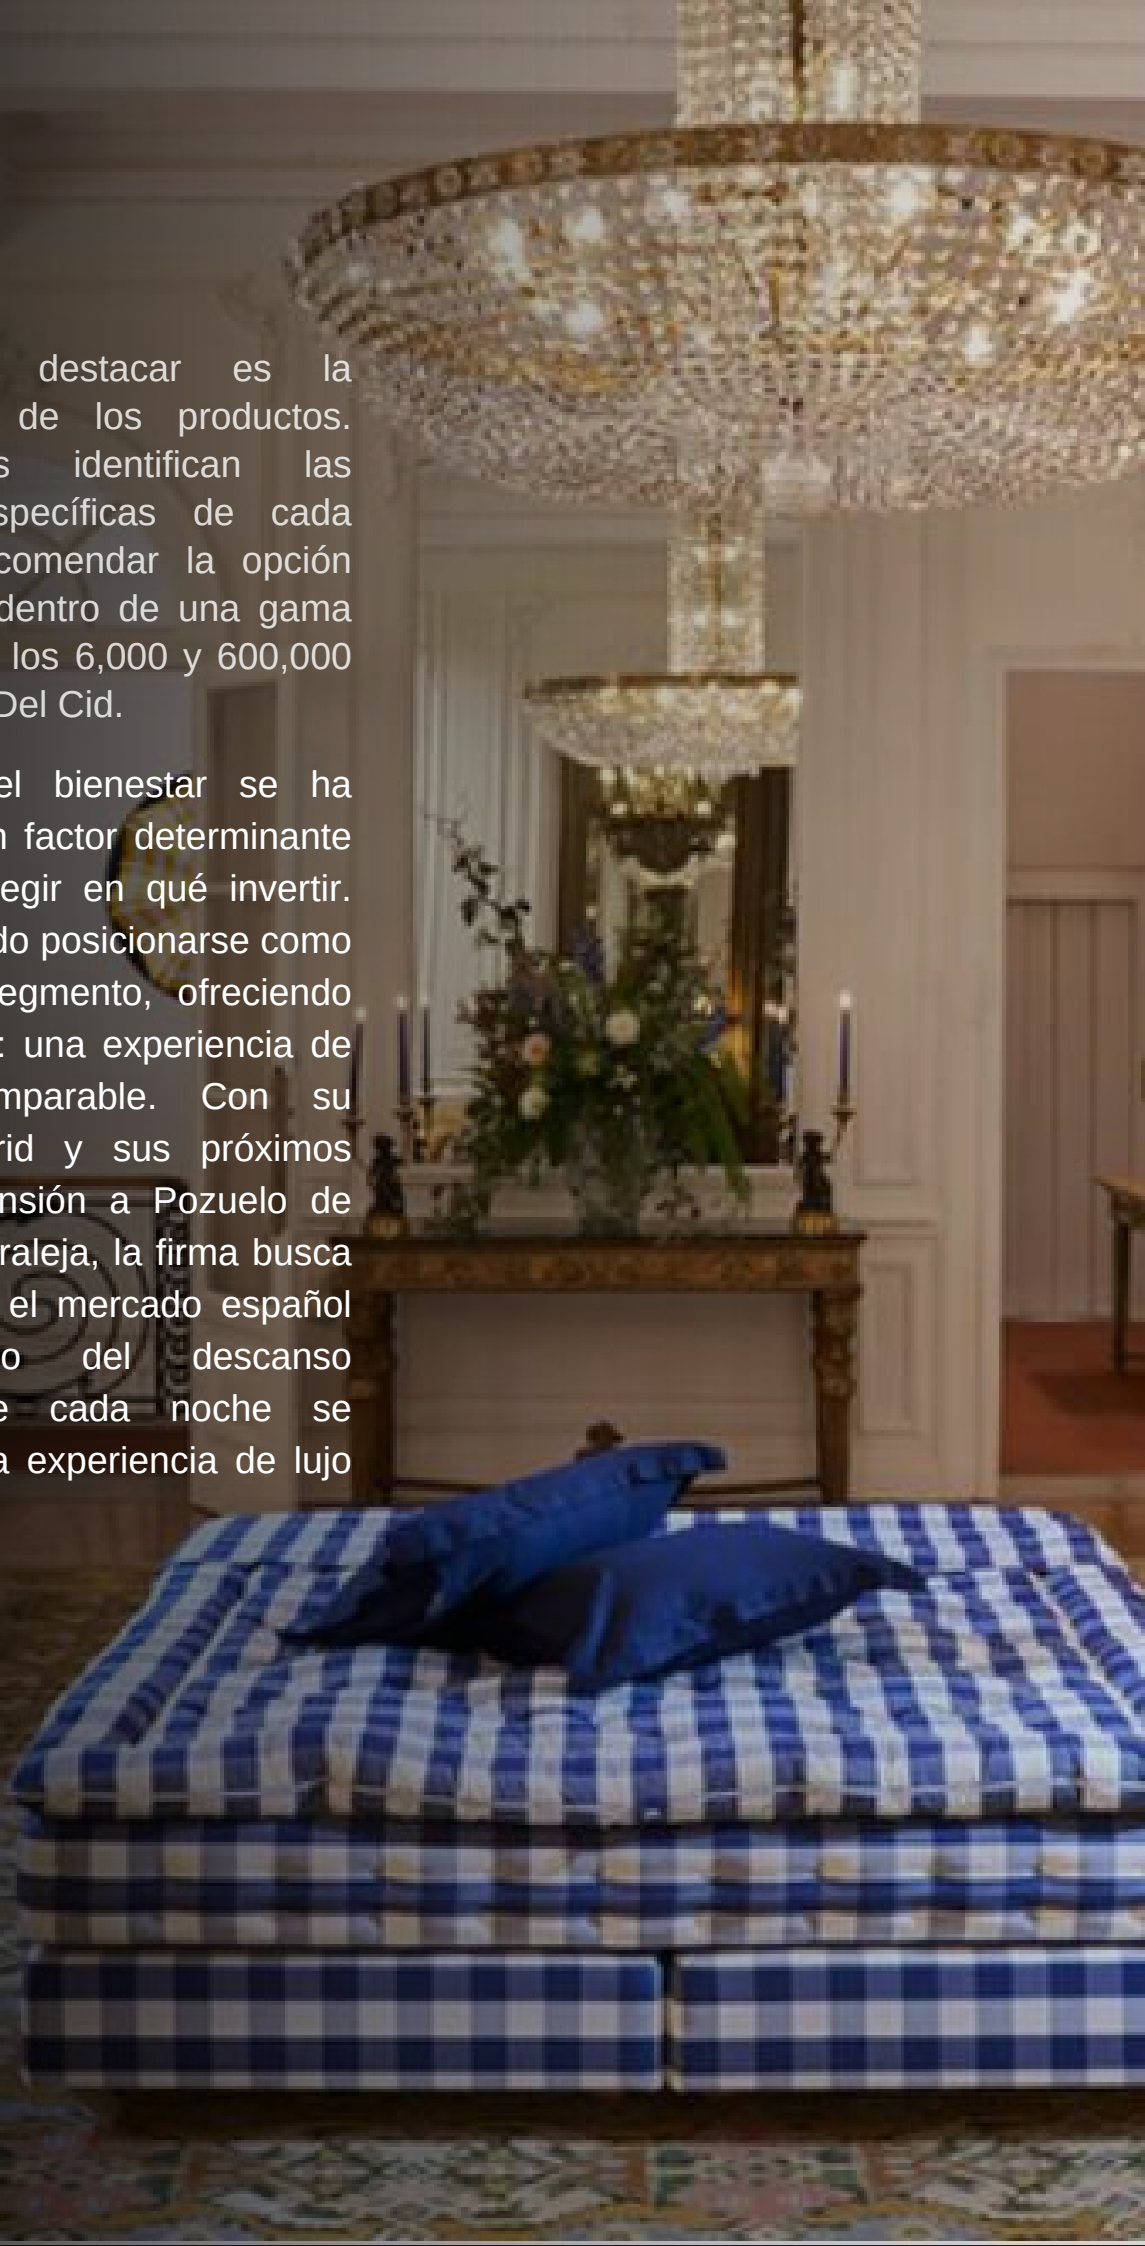 destacar es la
de los productos.
s identifican las
specíficas de cada
comendar la opción
dentro de una gama
los 6,000 y 600,000
Del Cid.
el bienestar se ha
n factor determinante
egir en qué invertir.
do posicionarse como
egmento, ofreciendo
: una experiencia de
mparable. Con su
rid y sus próximos
nsión a Pozuelo de
raleja, la firma busca
el mercado español
o del descanso
e cada noche se
a experiencia de lujo